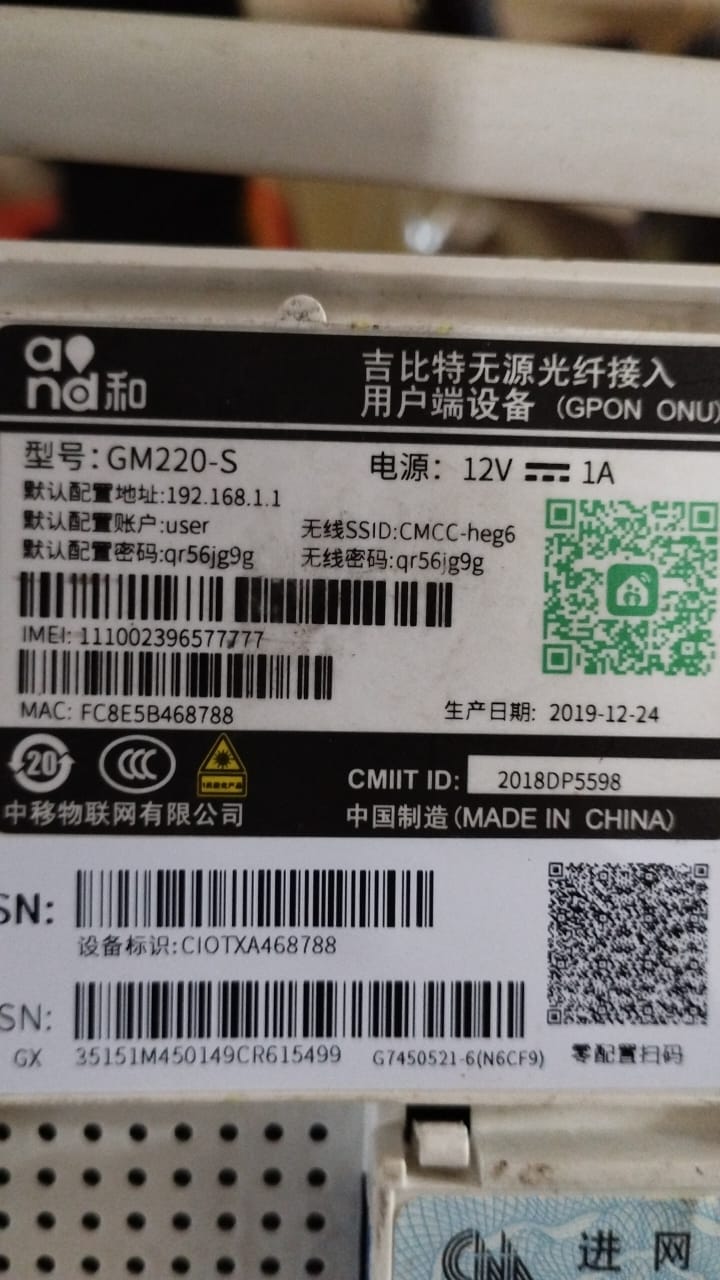 and和
吉比特无源光纤接入
用户端设备 (GPON ONU)
型号:GM220-S
电源: 12V 1A
默认配置地址:192.168.1.1
默认配置账户:user
无线SSID:CMCC-heg6
默认配置密码:qr56jg9g
无线密码:qr56jg9g
IMEI: 111002396577777
MAC: FC8E5B468788
生产日期: 2019-12-24
20
CCC
CMIIT ID: 2018DP5598
中移物联网有限公司
中国制造(MADE IN CHINA)
SN:
设备标识:CIOTXA468788
SN:
GX 35151M450149CR615499 G7450521-6(N6CF9) 零配置扫码
进网